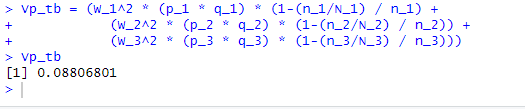 > Vp_tb = (W_1^2 * (p_1 * q_1) * (1-(n_1/N_1) / n_1) +
+ (W_2^2 * (p_2 * q_2) * (1-(n_2/N_2) / n_2)) +
+ (W_3^2 * (p_3 * q_3) * (1-(n_3/N_3) / n_3)))
> Vp_tb
[1] 0.08806801
>